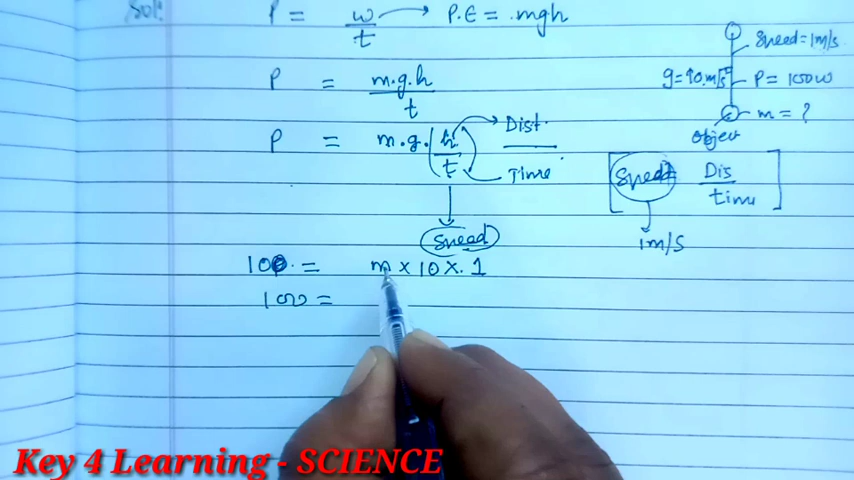 Sol:
P = w/t → P.E = mgh
P = m.g.h/t
P = m.g.(h/t) Dist. Time
Speed
100. = m × 10 × . 1
100 =
Speed = 1m/s
g = 10.m/s² P = 100w
m = ?
object
[Speed = Dis/time]
1m/s
Key 4 Learning - SCIENCE